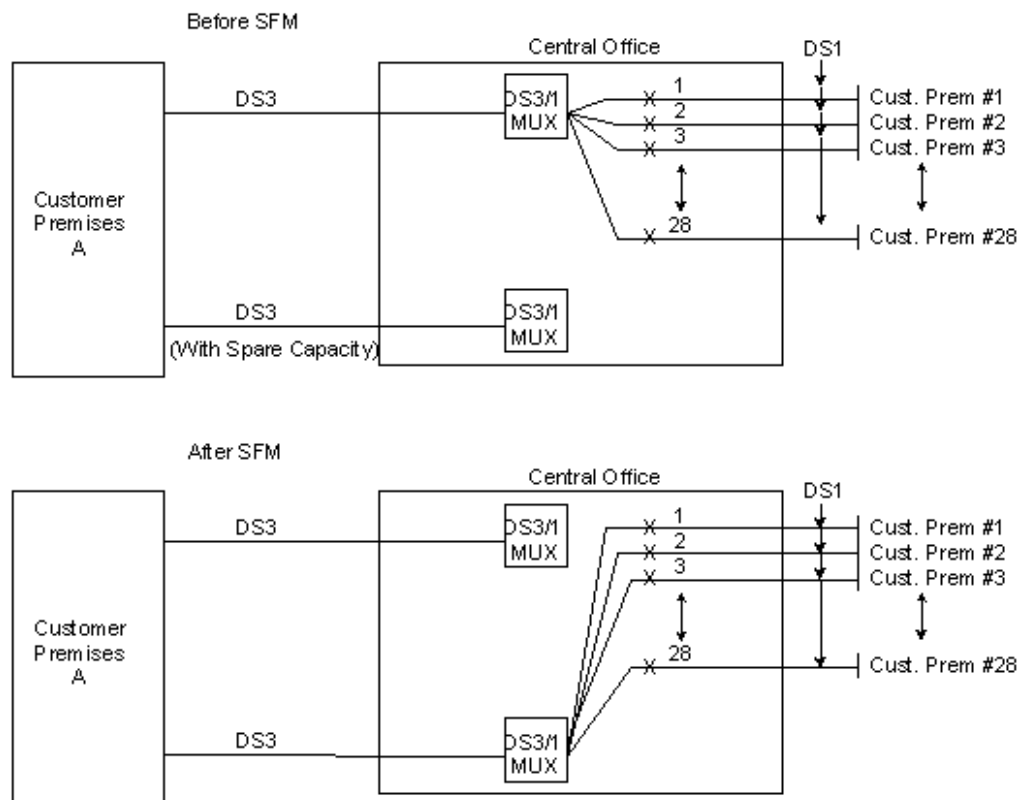 Before SFM
Central Office
DS1
DS3
DS3/1
MUX
1
2
3
28
Cust. Prem #1
Cust. Prem #2
Cust. Prem #3
Cust. Prem #28
Customer
Premises
A
DS3
(With Spare Capacity)
DS3/1
MUX
After SFM
Central Office
DS1
DS3
DS3/1
MUX
1
2
3
28
Cust. Prem #1
Cust. Prem #2
Cust. Prem #3
Cust. Prem #28
Customer
Premises
A
DS3
DS3/1
MUX